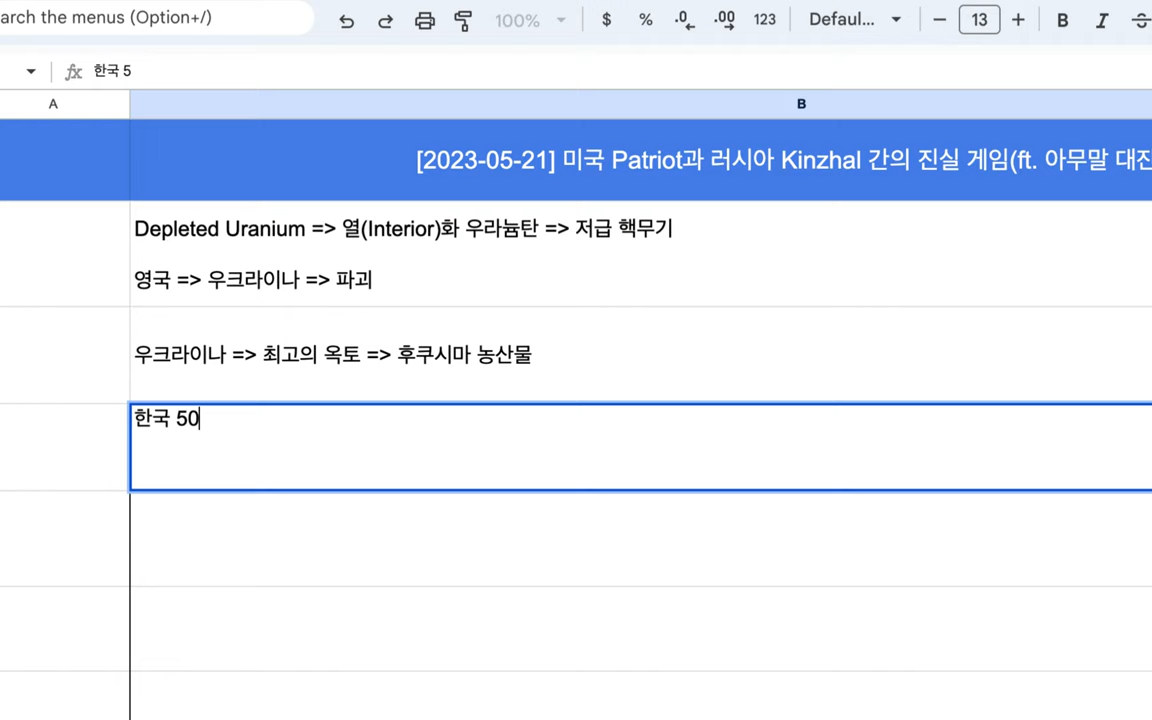 arch the menus (Option+/)
100%
$ % .0 .00 123
Defaul...
13
B I S
fx 한국 5
A B
[2023-05-21] 미국 Patriot과 러시아 Kinzhal 간의 진실 게임(ft. 아무말 대잔
Depleted Uranium => 열(Interior)화 우라늄탄 => 저급 핵무기
영국 => 우크라이나 => 파괴
우크라이나 => 최고의 옥토 => 후쿠시마 농산물
한국 50